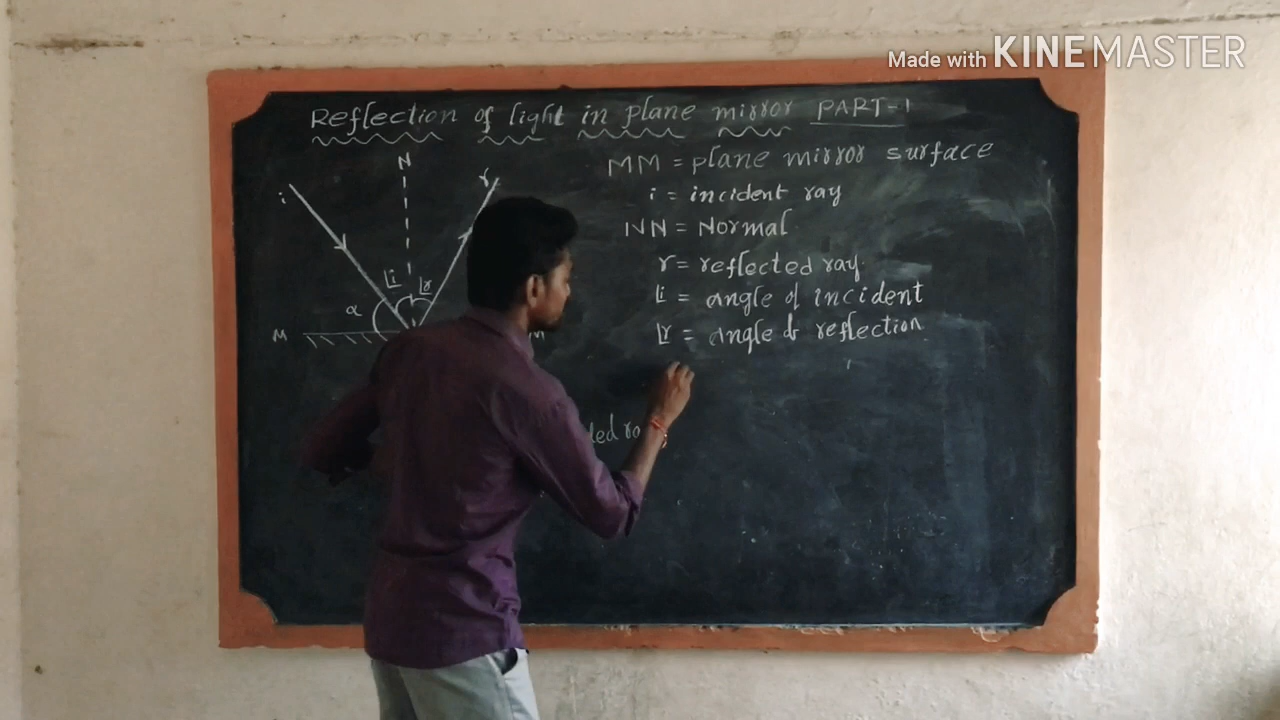 Made with KINEMASTER
Reflection of light in plane mirror PART-1
N
i
r
∠i
∠r
α
M
M
MM = plane mirror surface
i = incident ray
NN = Normal
r = reflected ray
∠i = angle of incident
∠r = angle of reflection